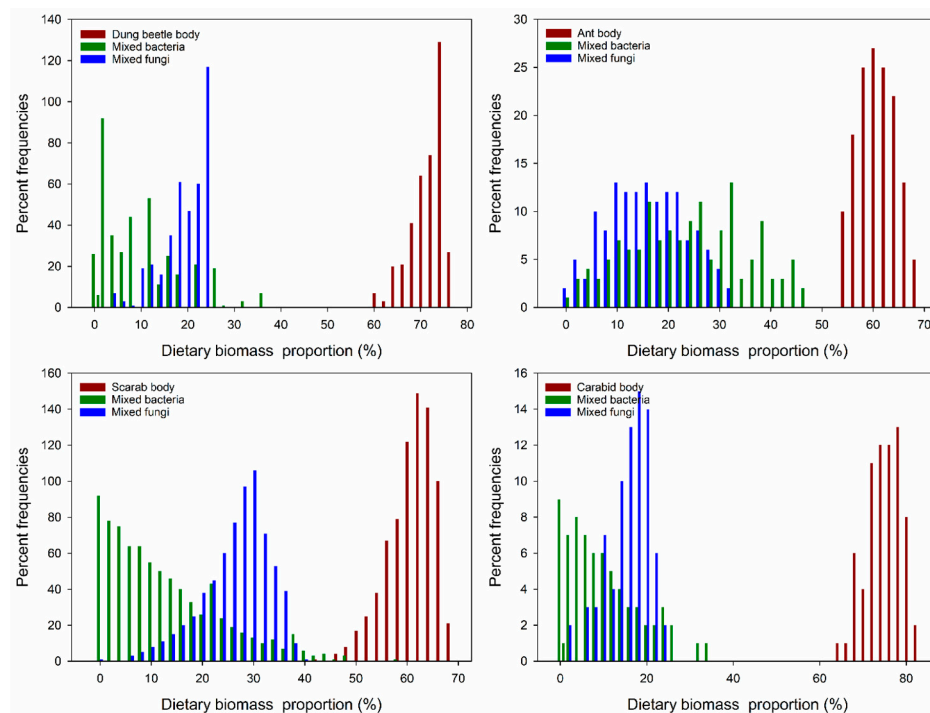 140
120
100
80
60
40
20
0
Percent frequencies
Dung beetle body
Mixed bacteria
Mixed fungi
0 10 20 30 40 50 60 70 80
Dietary biomass proportion (%)
30
25
20
15
10
5
0
Percent frequencies
Ant body
Mixed bacteria
Mixed fungi
0 10 20 30 40 50 60 70
Dietary biomass proportion (%)
160
140
120
100
80
60
40
20
0
Percent frequencies
Scarab body
Mixed bacteria
Mixed fungi
0 10 20 30 40 50 60 70
Dietary biomass proportion (%)
16
14
12
10
8
6
4
2
0
Percent frequencies
Carabid body
Mixed bacteria
Mixed fungi
0 20 40 60 80
Dietary biomass proportion (%)